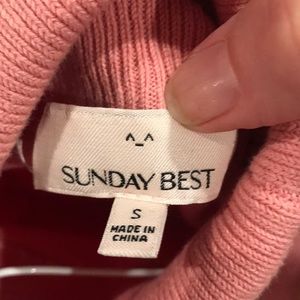 ^_^
SUNDAY BEST
S
MADE IN
CHINA